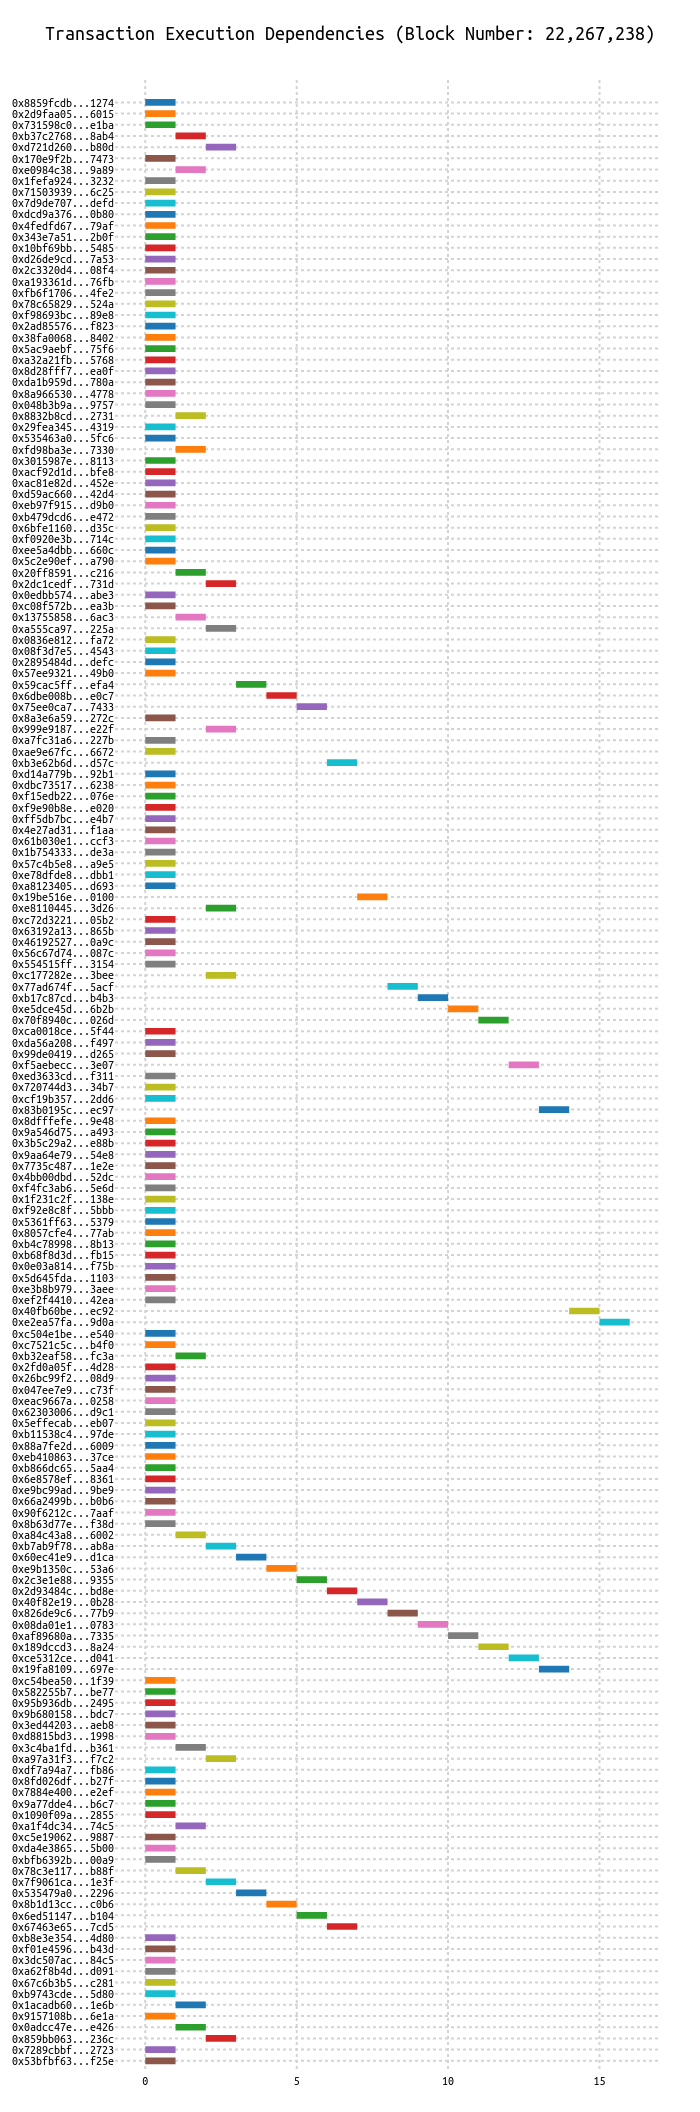 Transaction Execution Dependencies (Block Number: 22,267,238)
0x8859fcdb...1274
0x2d9faa05...6015
0x731598c0...e1ba
0xb37c2768...8ab4
0xd721d260...b80d
0x170e9f2b...7473
0xe0984c38...9a89
0x1fefa924...3232
0x71503939...6c25
0x7d9de707...defd
0xdcd9a376...0b80
0x4fedfd67...79af
0x343e7a51...2b0f
0x10bf69bb...5485
0xd26de9cd...7a53
0x2c3320d4...08f4
0xa193361d...76fb
0xfb6f1706...4fe2
0x78c65829...524a
0xf98693bc...89e8
0x2ad85576...f823
0x38fa0068...8402
0x5ac9aebf...75f6
0xa32a21fb...5768
0x8d28fff7...ea0f
0xda1b959d...780a
0x8a966530...4778
0x048b3b9a...9757
0x8832b8cd...2731
0x29fea345...4319
0x535463a0...5fc6
0xfd98ba3e...7330
0x3015987e...8113
0xacf92d1d...bfe8
0xac81e82d...452e
0xd59ac660...42d4
0xeb97f915...d9b0
0xb479dcd6...e472
0x6bfe1160...d35c
0xf0920e3b...714c
0xee5a4dbb...660c
0x5c2e90ef...a790
0x20ff8591...c216
0x2dc1cedf...731d
0x0edbb574...abe3
0xc08f572b...ea3b
0x13755858...6ac3
0xa555ca97...225a
0x0836e812...fa72
0x08f3d7e5...4543
0x2895484d...defc
0x57ee9321...49b0
0x59cac5ff...efa4
0x6dbe008b...e0c7
0x75ee0ca7...7433
0x8a3e6a59...272c
0x999e9187...e22f
0xa7fc31a6...227b
0xae9e67fc...6672
0xb3e62b6d...d57c
0xd14a779b...92b1
0xdbc73517...6238
0xf15edb22...076e
0xf9e90b8e...e020
0xff5db7bc...e4b7
0x4e27ad31...f1aa
0x61b030e1...ccf3
0x1b754333...de3a
0x57c4b5e8...a9e5
0xe78dfde8...dbb1
0xa8123405...d693
0x19be516e...0100
0xe8110445...3d26
0xc72d3221...05b2
0x63192a13...865b
0x46192527...0a9c
0x56c67d74...087c
0x554515ff...3154
0xc177282e...3bee
0x77ad674f...5acf
0xb17c87cd...b4b3
0xe5dce45d...6b2b
0x70f8940c...026d
0xca0018ce...5f44
0xda56a208...f497
0x99de0419...d265
0xf5aebecc...3e07
0xed3633cd...f311
0x720744d3...34b7
0xcf19b357...2dd6
0x83b0195c...ec97
0x8dfffefe...9e48
0x9a546d75...a493
0x3b5c29a2...e88b
0x9aa64e79...54e8
0x7735c487...1e2e
0x4bb00dbd...52dc
0xf4fc3ab6...5e6d
0x1f231c2f...138e
0xf92e8c8f...5bbb
0x5361ff63...5379
0x8057cfe4...77ab
0xb4c78998...8b13
0xb68f8d3d...fb15
0x0e03a814...f75b
0x5d645fda...1103
0xe3b8b979...3aee
0xef2f4410...42ea
0x40fb60be...ec92
0xe2ea57fa...9d0a
0xc504e1be...e540
0xc7521c5c...b4f0
0xb32eaf58...fc3a
0x2fd0a05f...4d28
0x26bc99f2...08d9
0x047ee7e9...c73f
0xeac9667a...0258
0x62303006...d9c1
0x5effecab...eb07
0xb11538c4...97de
0x88a7fe2d...6009
0xeb410863...37ce
0xb866dc65...5aa4
0x6e8578ef...8361
0xe9bc99ad...9be9
0x66a2499b...b0b6
0x90f6212c...7aaf
0x8b63d77e...f38d
0xa84c43a8...6002
0xb7ab9f78...ab8a
0x60ec41e9...d1ca
0xe9b1350c...53a6
0x2c3e1e88...9355
0x2d93484c...bd8e
0x40f82e19...0b28
0x826de9c6...77b9
0x08da01e1...0783
0xaf89680a...7335
0x189dccd3...8a24
0xce5312ce...d041
0x19fa8109...697e
0xc54bea50...1f39
0x582255b7...be77
0x95b936db...2495
0x9b680158...bdc7
0x3ed44203...aeb8
0xd8815bd3...1998
0x3c4ba1fd...b361
0xa97a31f3...f7c2
0xdf7a94a7...fb86
0x8fd026df...b27f
0x7884e400...e2ef
0x9a77dde4...b6c7
0x1090f09a...2855
0xa1f4dc34...74c5
0xc5e19062...9887
0xda4e3865...5b00
0xbfb6392b...00a9
0x78c3e117...b88f
0x7f9061ca...1e3f
0x535479a0...2296
0x8b1d13cc...c0b6
0x6ed51147...b104
0x67463e65...7cd5
0xb8e3e354...4d80
0xf01e4596...b43d
0x3dc507ac...84c5
0xa62f8b4d...d091
0x67c6b3b5...c281
0xb9743cde...5d80
0x1acadb60...1e6b
0x9157108b...6e1a
0x0adcc47e...e426
0x859bb063...236c
0x7289cbbf...2723
0x53bfbf63...f25e
0 5 10 15